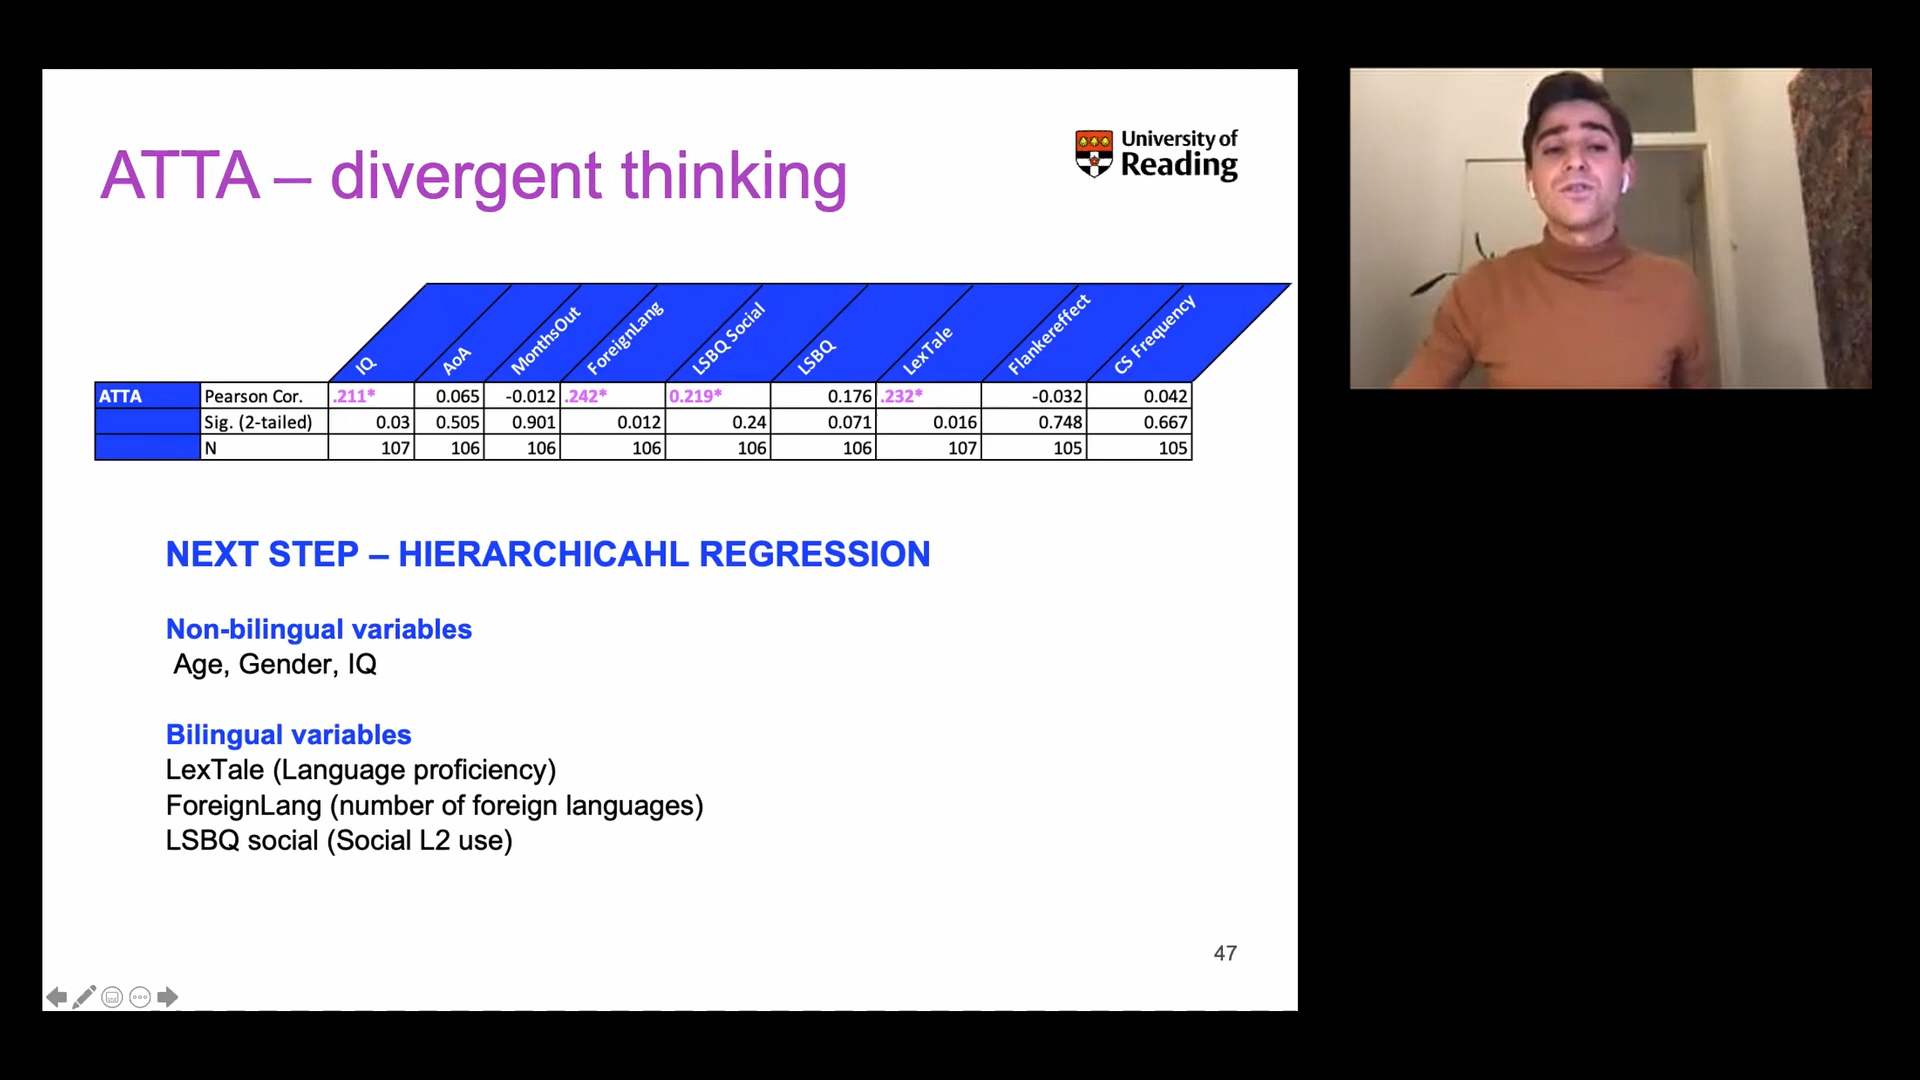 ATTA – divergent thinking
University of
Reading
IQ AoA MonthsOut ForeignLang LSBQ Social LSBQ LexTale Flankereffect CS Frequency
ATTA Pearson Cor. .211* 0.065 -0.012 .242* 0.219* 0.176 .232* -0.032 0.042
Sig. (2-tailed) 0.03 0.505 0.901 0.012 0.24 0.071 0.016 0.748 0.667
N 107 106 106 106 106 106 107 105 105
NEXT STEP – HIERARCHICAHL REGRESSION
Non-bilingual variables
Age, Gender, IQ
Bilingual variables
LexTale (Language proficiency)
ForeignLang (number of foreign languages)
LSBQ social (Social L2 use)
47